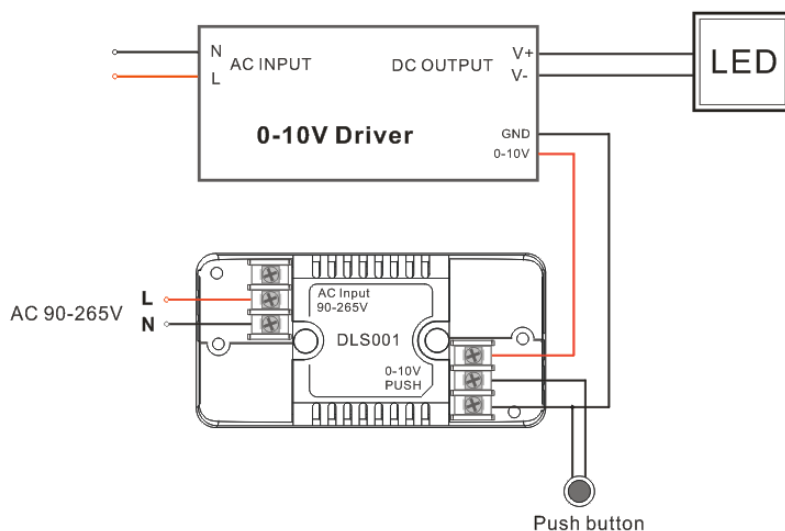 N
AC INPUT
L
DC OUTPUT
V+
V-
LED
0-10V Driver
GND
0-10V
AC 90-265V
L
N
AC Input
90-265V
DLS001
0-10V
PUSH
Push button